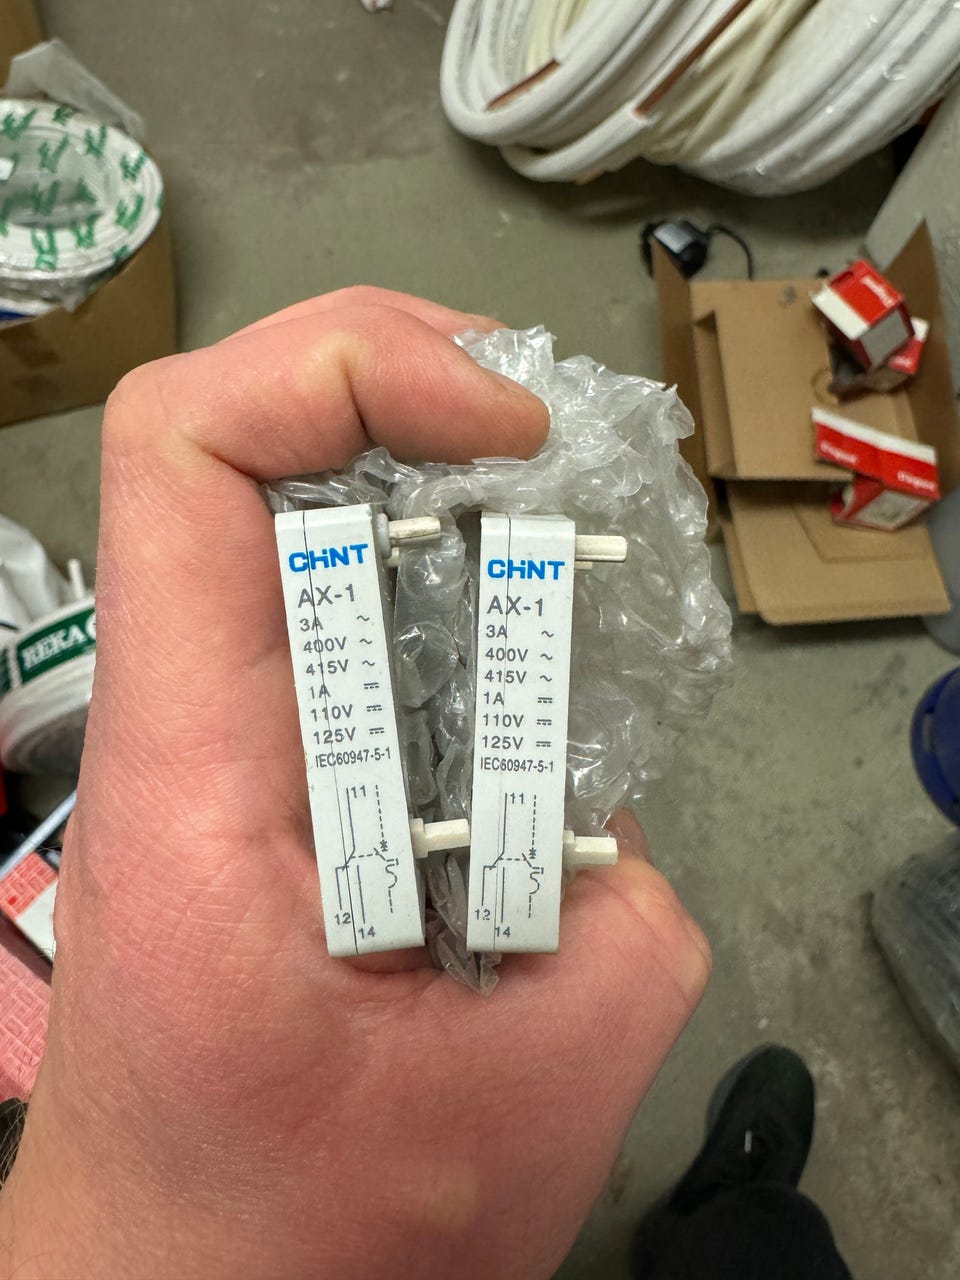 CHINT
AX-1
3A ~
400V ~
415V ~
1A ⎓
110V ⎓
125V ⎓
IEC60947-5-1
11
12
14
CHINT
AX-1
3A ~
400V ~
415V ~
1A ⎓
110V ⎓
125V ⎓
IEC60947-5-1
11
12
14
REKA